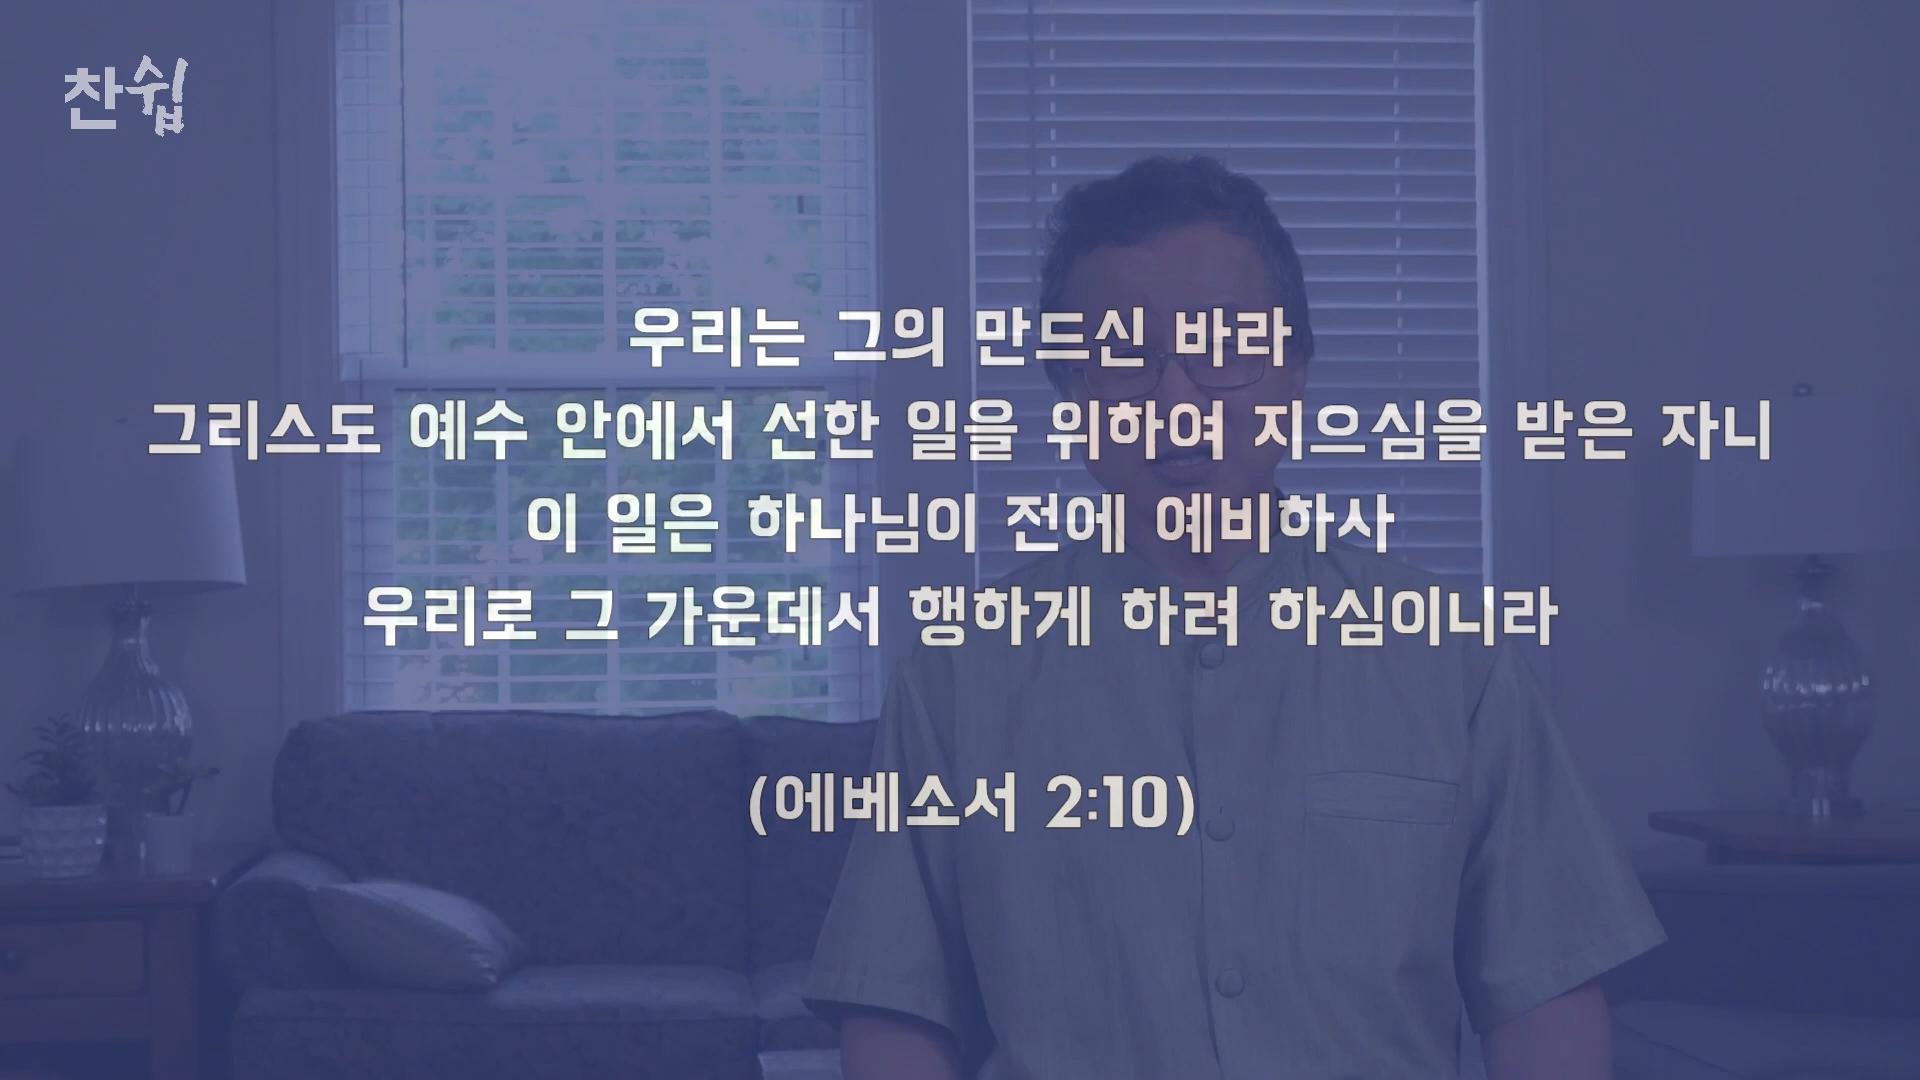 찬쉽
우리는 그의 만드신 바라
그리스도 예수 안에서 선한 일을 위하여 지으심을 받은 자니
이 일은 하나님이 전에 예비하사
우리로 그 가운데서 행하게 하려 하심이니라
(에베소서 2:10)